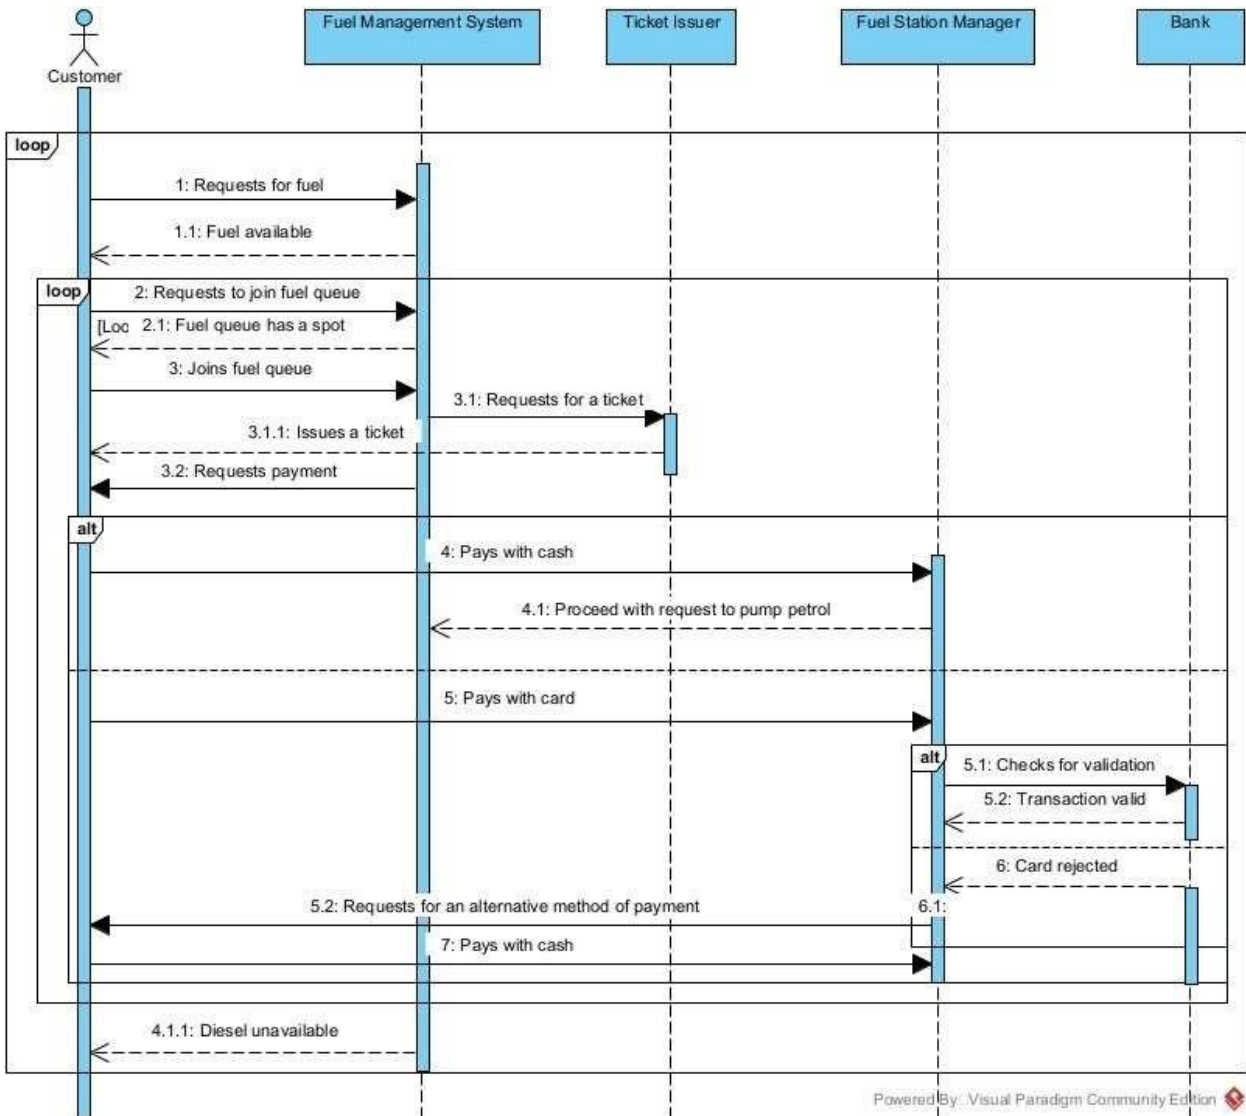 Fuel Management System
Ticket Issuer
Fuel Station Manager
Bank
Customer
loop
1: Requests for fuel
1.1: Fuel available
loop
2: Requests to join fuel queue
[Loc
2.1: Fuel queue has a spot
3: Joins fuel queue
3.1: Requests for a ticket
3.1.1: Issues a ticket
3.2: Requests payment
alt
4: Pays with cash
4.1: Proceed with request to pump petrol
5: Pays with card
alt
5.1: Checks for validation
5.2: Transaction valid
6: Card rejected
5.2: Requests for an alternative method of payment
6.1:
7: Pays with cash
4.1.1: Diesel unavailable
Powered By Visual Paradigm Community Edition